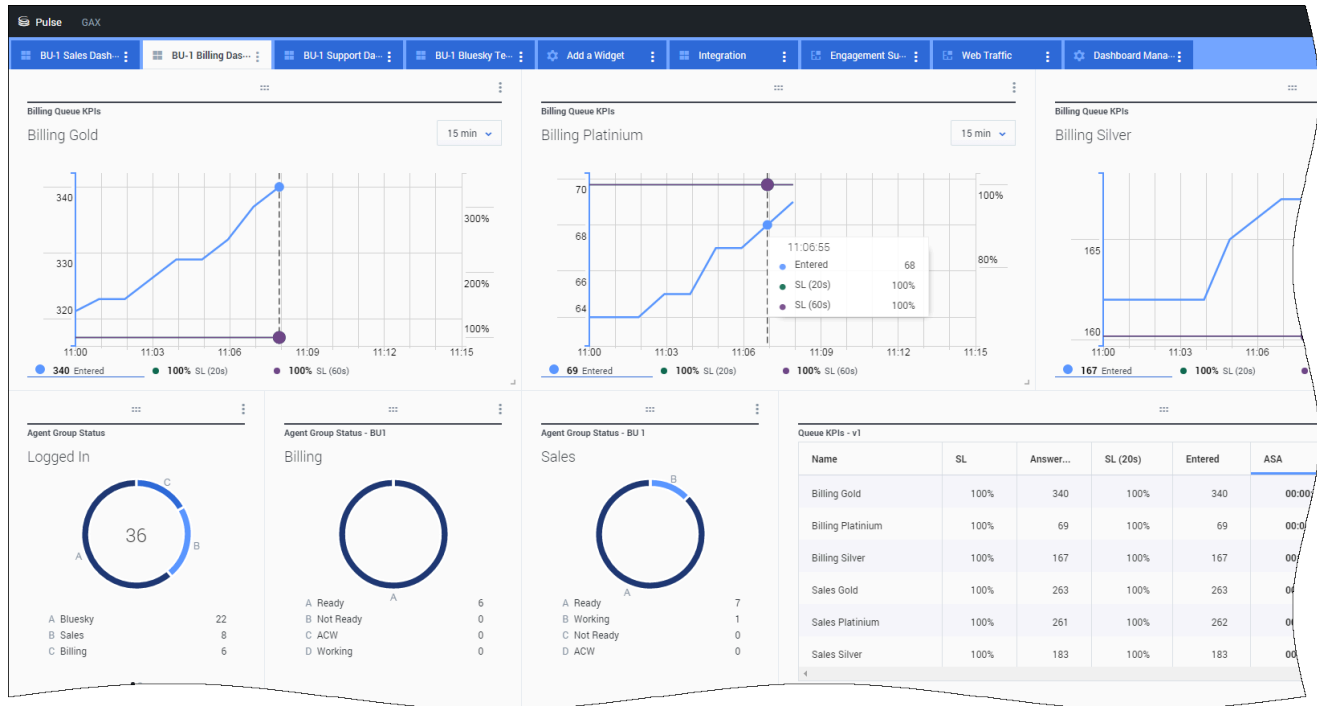 Pulse GAX
BU-1 Sales Dash··· BU-1 Billing Das··· BU-1 Support Da··· BU-1 Bluesky Te··· Add a Widget Integration Engagement Su··· Web Traffic Dashboard Mana···
Billing Queue KPIs
Billing Gold
15 min
340
330
320
300%
200%
100%
11:00 11:03 11:06 11:09 11:12 11:15
340 Entered 100% SL (20s) 100% SL (60s)
Billing Queue KPIs
Billing Platinium
15 min
70
68
66
64
100%
80%
11:06:55
Entered 68
SL (20s) 100%
SL (60s) 100%
11:00 11:03 11:06 11:09 11:12 11:15
69 Entered 100% SL (20s) 100% SL (60s)
Billing Queue KPIs
Billing Silver
165
160
11:00 11:03 11:06
167 Entered 100% SL (20s)
Agent Group Status
Logged In
36
C
B
A
A Bluesky 22
B Sales 8
C Billing 6
Agent Group Status - BU1
Billing
A
A Ready 6
B Not Ready 0
C ACW 0
D Working 0
Agent Group Status - BU 1
Sales
B
A
A Ready 7
B Working 1
C Not Ready 0
D ACW 0
Queue KPIs - v1
Name SL Answer... SL (20s) Entered ASA
Billing Gold 100% 340 100% 340 00:00:
Billing Platinium 100% 69 100% 69 00:0
Billing Silver 100% 167 100% 167 00
Sales Gold 100% 263 100% 263
Sales Platinium 100% 261 100% 262
Sales Silver 100% 183 100% 183 00